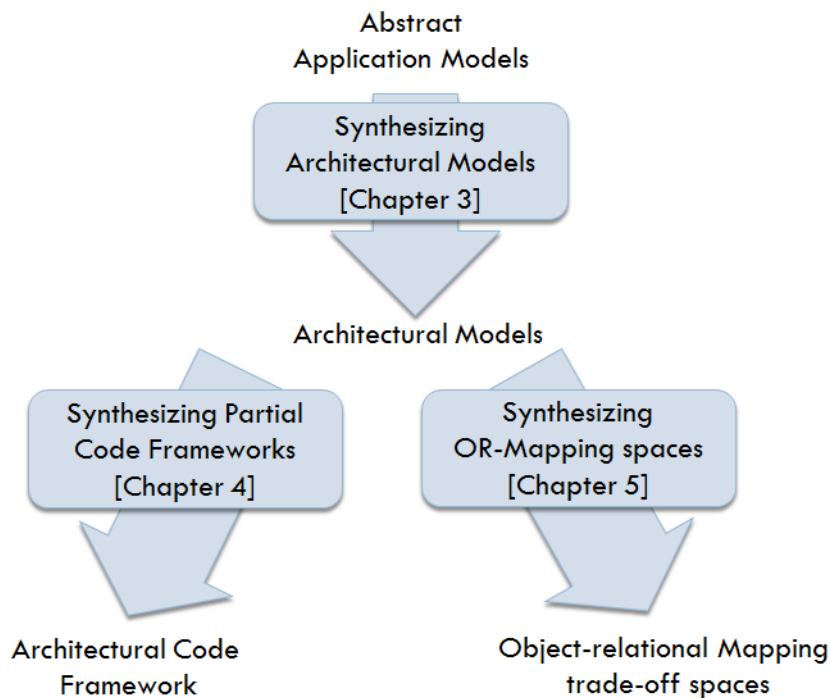 Abstract
Application Models
Synthesizing
Architectural Models
[Chapter 3]
Architectural Models
Synthesizing Partial
Code Frameworks
[Chapter 4]
Synthesizing
OR-Mapping spaces
[Chapter 5]
Architectural Code
Framework
Object-relational Mapping
trade-off spaces